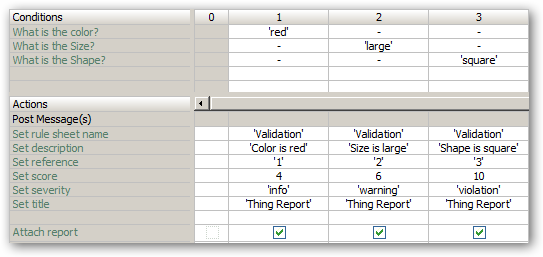 Conditions 0 1 2 3
What is the color? 'red' - -
What is the Size? - 'large' -
What is the Shape? - - 'square'
Actions
Post Message(s)
Set rule sheet name 'Validation' 'Validation' 'Validation'
Set description 'Color is red' 'Size is large' 'Shape is square'
Set reference '1' '2' '3'
Set score 4 6 10
Set severity 'info' 'warning' 'violation'
Set title 'Thing Report' 'Thing Report' 'Thing Report'
Attach report